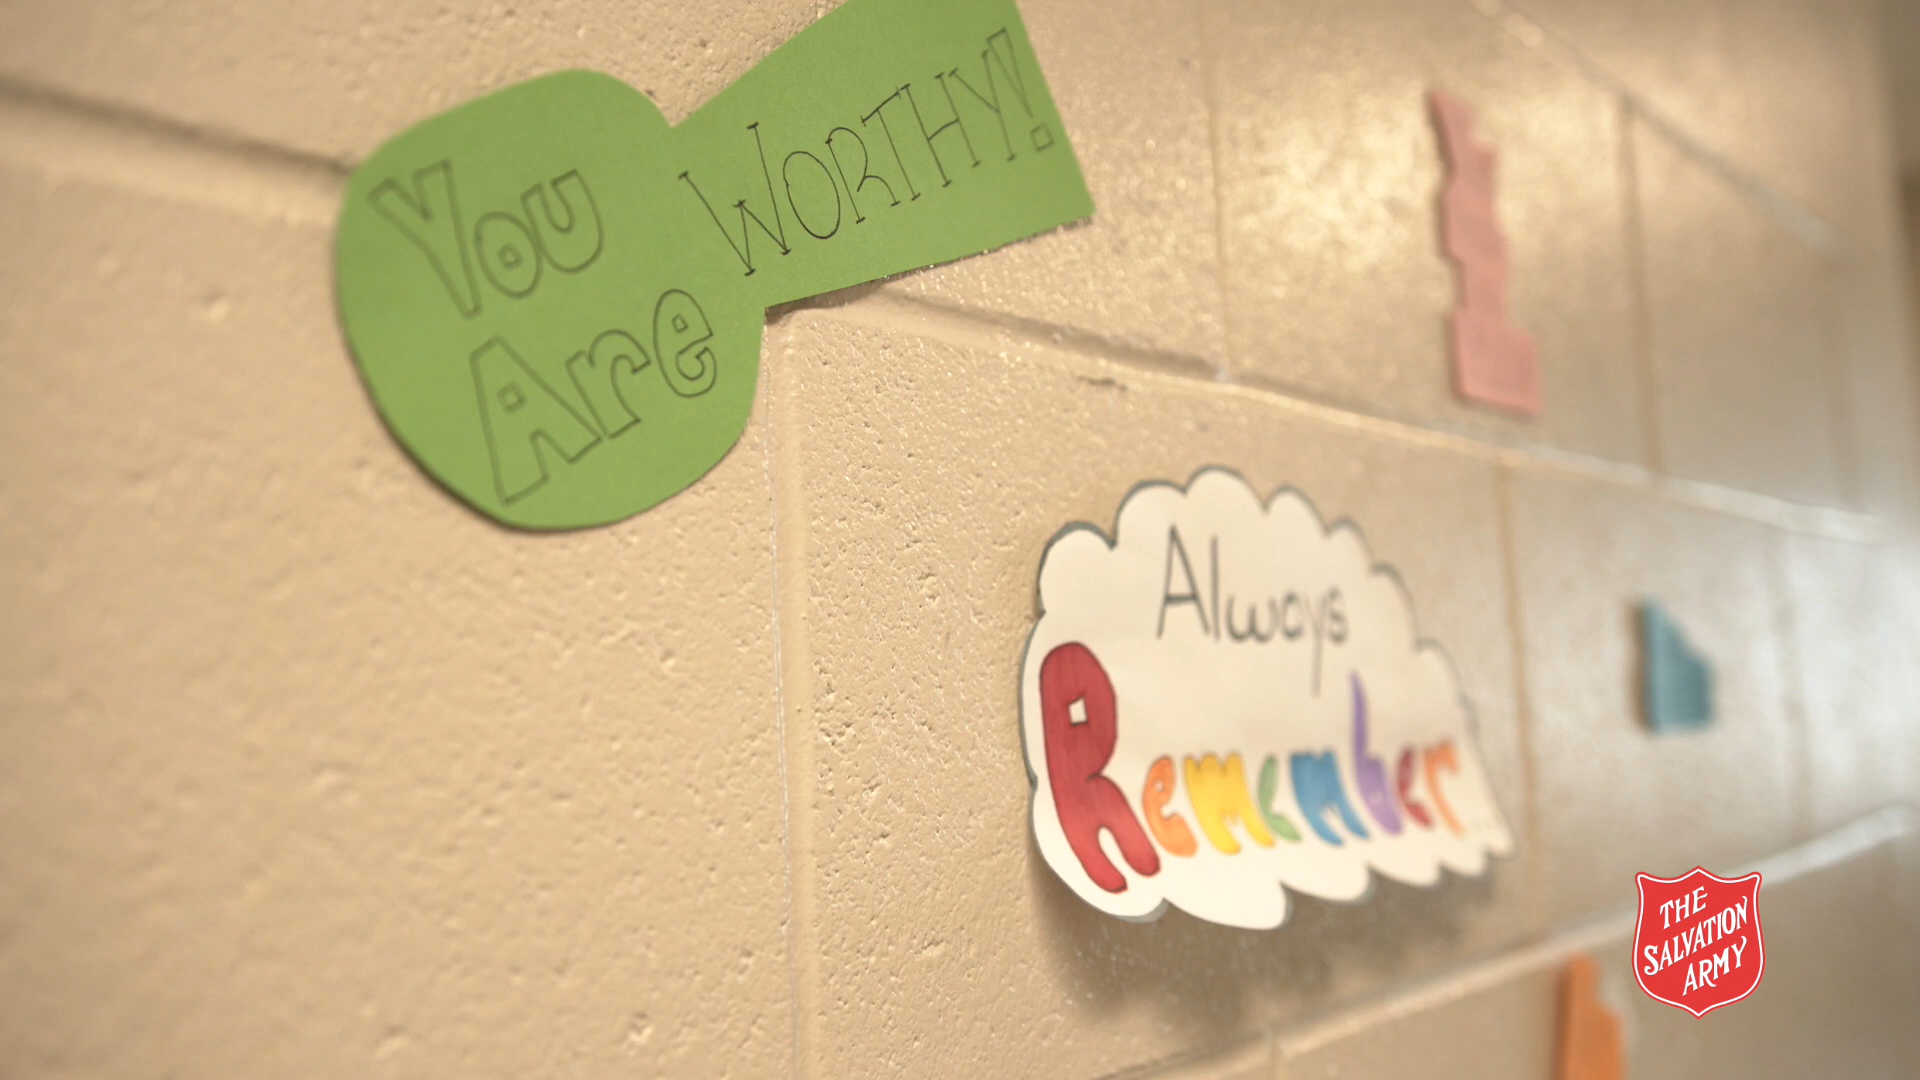 You
Are WORTHY!
Always
Remember...
THE
SALVATION
ARMY